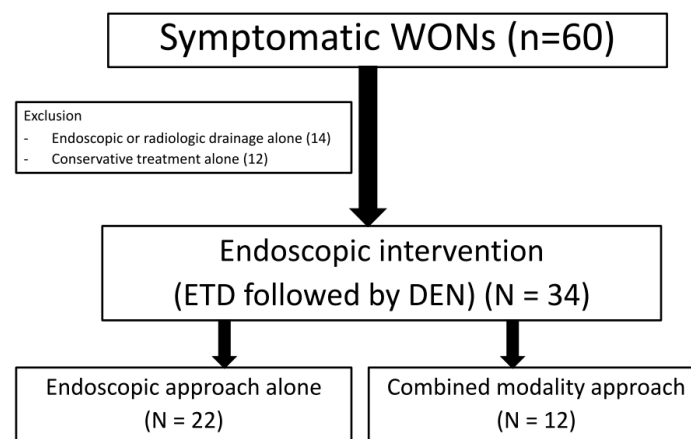 Symptomatic WONs (n=60)
Exclusion
- Endoscopic or radiologic drainage alone (14)
- Conservative treatment alone (12)
Endoscopic intervention
(ETD followed by DEN) (N = 34)
Endoscopic approach alone
(N = 22)
Combined modality approach
(N = 12)